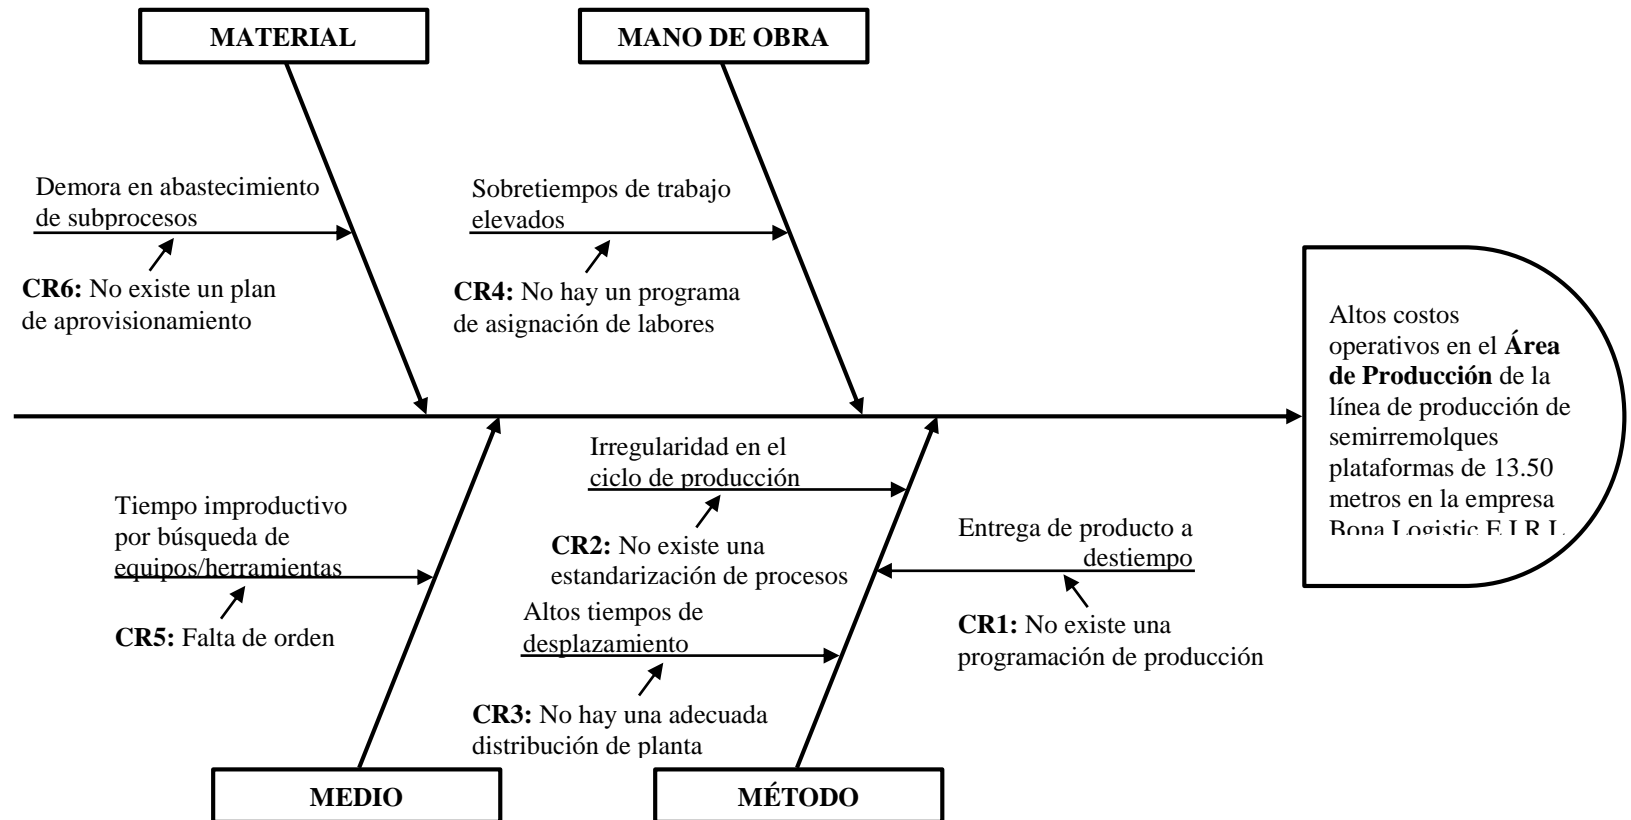 MATERIAL
MANO DE OBRA
Demora en abastecimiento
de subprocesos
CR6: No existe un plan
de aprovisionamiento
Sobretiempos de trabajo
elevados
CR4: No hay un programa
de asignación de labores
Altos costos
operativos en el Área
de Producción de la
línea de producción de
semirremolques
plataformas de 13.50
metros en la empresa
Bona Logistic E.I.R.L.
Tiempo improductivo
por búsqueda de
equipos/herramientas
CR5: Falta de orden
Irregularidad en el
ciclo de producción
CR2: No existe una
estandarización de procesos
Altos tiempos de
desplazamiento
CR3: No hay una adecuada
distribución de planta
Entrega de producto a
destiempo
CR1: No existe una
programación de producción
MEDIO
MÉTODO